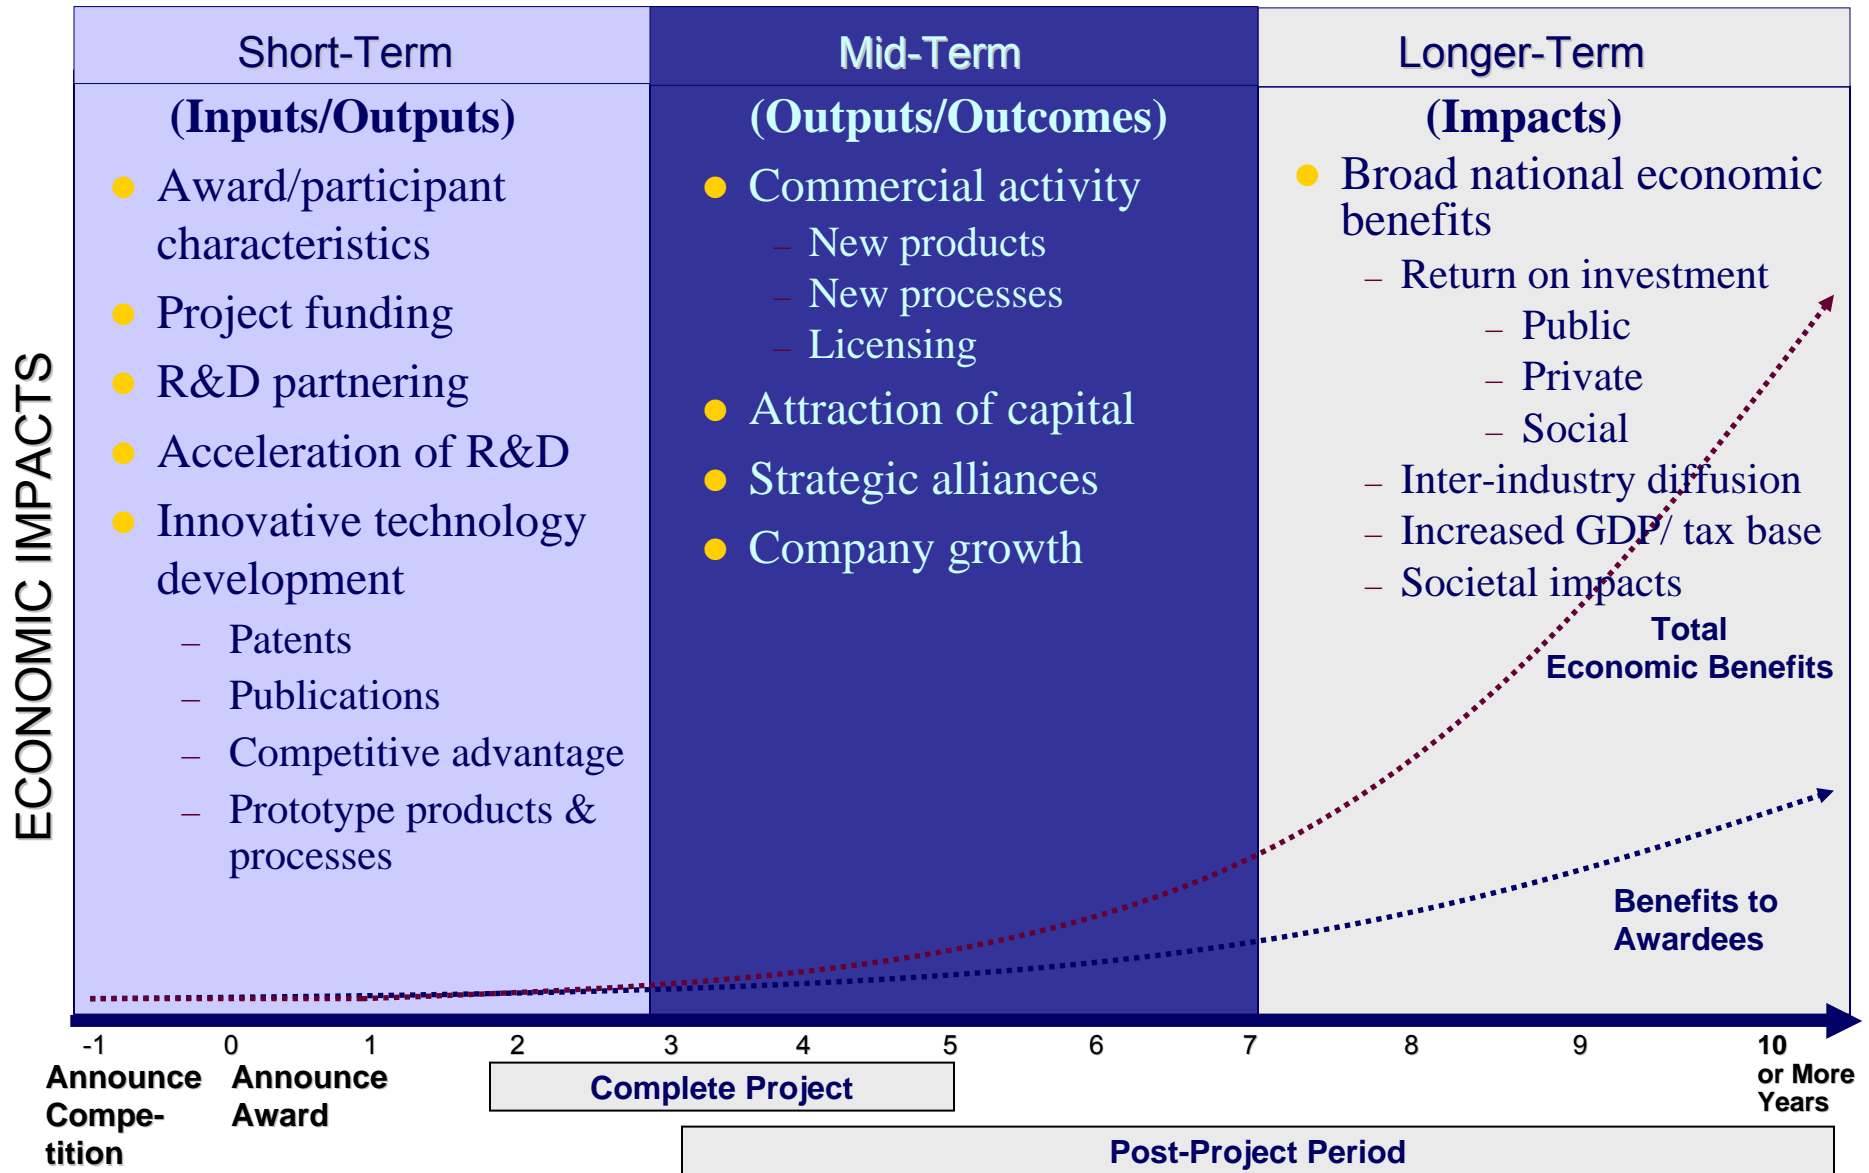 ECONOMIC IMPACTS
Short-Term
(Inputs/Outputs)
● Award/participant
characteristics
● Project funding
● R&D partnering
● Acceleration of R&D
● Innovative technology
development
– Patents
– Publications
– Competitive advantage
– Prototype products &
processes
Mid-Term
(Outputs/Outcomes)
● Commercial activity
– New products
– New processes
– Licensing
● Attraction of capital
● Strategic alliances
● Company growth
Longer-Term
(Impacts)
● Broad national economic
benefits
– Return on investment
– Public
– Private
– Social
– Inter-industry diffusion
– Increased GDP/ tax base
– Societal impacts
Total
Economic Benefits
Benefits to
Awardees
-1 0 1 2 3 4 5 6 7 8 9 10
or More
Years
Announce
Compe-
tition
Announce
Award
Complete Project
Post-Project Period